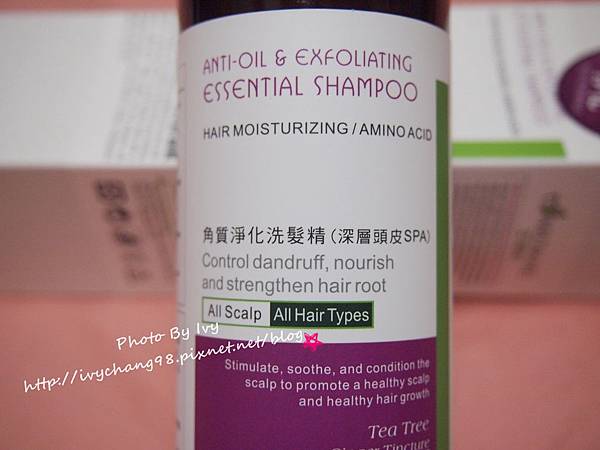 ANTI-OIL & EXFOLIATING
ESSENTIAL SHAMPOO
HAIR MOISTURIZING / AMINO ACID
角質淨化洗髮精(深層頭皮SPA)
Control dandruff, nourish
and strengthen hair root
All Scalp All Hair Types
Photo By Ivy
http://ivychang98.pixnet.net/blog
Stimulate, soothe, and condition the
scalp to promote a healthy scalp
and healthy hair growth
Tea Tree
Ginger Tincture